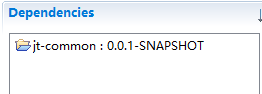 Dependencies
jt-common : 0.0.1-SNAPSHOT